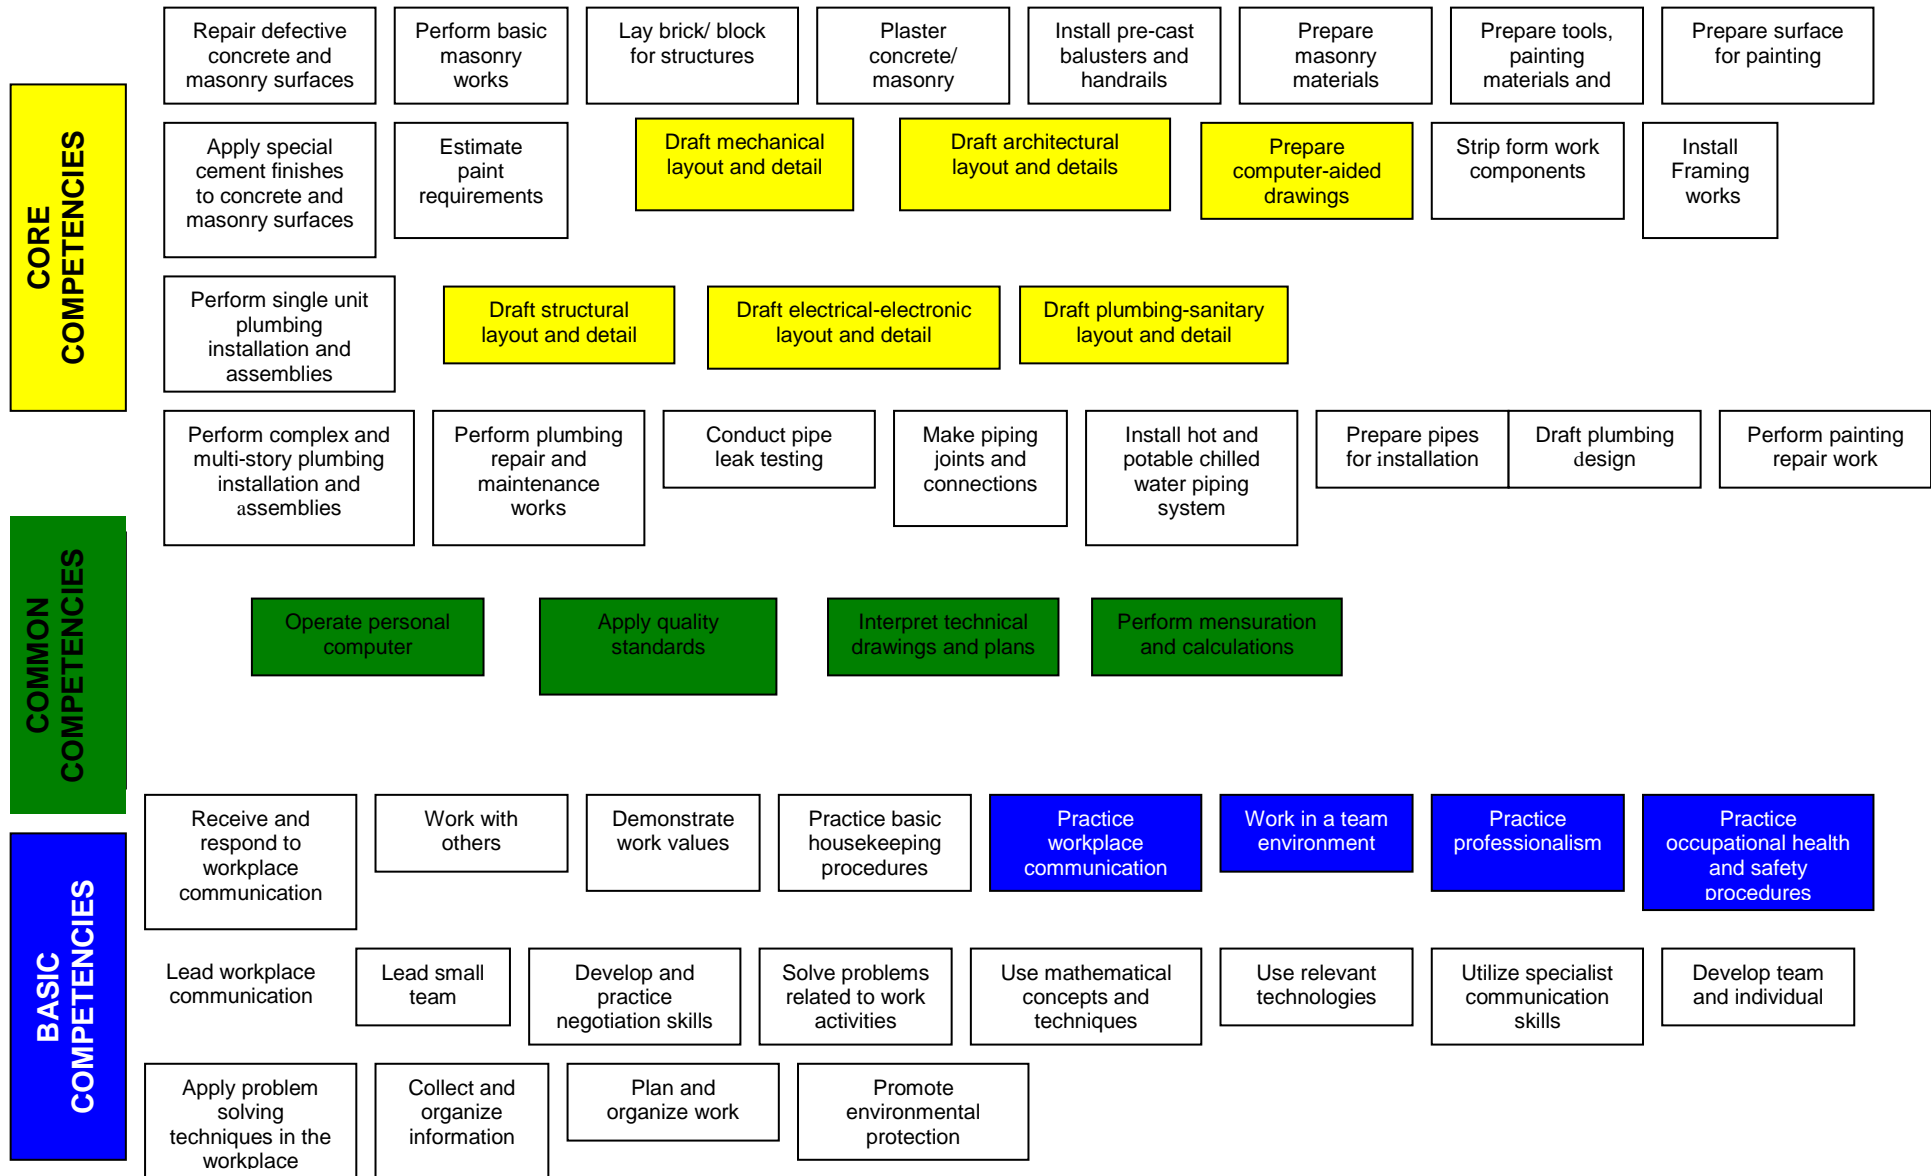 CORE
COMPETENCIES
Repair defective
concrete and
masonry surfaces
Perform basic
masonry
works
Lay brick/ block
for structures
Plaster
concrete/
masonry
Install pre-cast
balusters and
handrails
Prepare
masonry
materials
Prepare tools,
painting
materials and
Prepare surface
for painting
Apply special
cement finishes
to concrete and
masonry surfaces
Estimate
paint
requirements
Draft mechanical
layout and detail
Draft architectural
layout and details
Prepare
computer-aided
drawings
Strip form work
components
Install
Framing
works
Perform single unit
plumbing
installation and
assemblies
Draft structural
layout and detail
Draft electrical-electronic
layout and detail
Draft plumbing-sanitary
layout and detail
Perform complex and
multi-story plumbing
installation and
assemblies
Perform plumbing
repair and
maintenance
works
Conduct pipe
leak testing
Make piping
joints and
connections
Install hot and
potable chilled
water piping
system
Prepare pipes
for installation
Draft plumbing
design
Perform painting
repair work
COMMON
COMPETENCIES
Operate personal
computer
Apply quality
standards
Interpret technical
drawings and plans
Perform mensuration
and calculations
BASIC
COMPETENCIES
Receive and
respond to
workplace
communication
Work with
others
Demonstrate
work values
Practice basic
housekeeping
procedures
Practice
workplace
communication
Work in a team
environment
Practice
professionalism
Practice
occupational health
and safety
procedures
Lead workplace
communication
Lead small
team
Develop and
practice
negotiation skills
Solve problems
related to work
activities
Use mathematical
concepts and
techniques
Use relevant
technologies
Utilize specialist
communication
skills
Develop team
and individual
Apply problem
solving
techniques in the
workplace
Collect and
organize
information
Plan and
organize work
Promote
environmental
protection